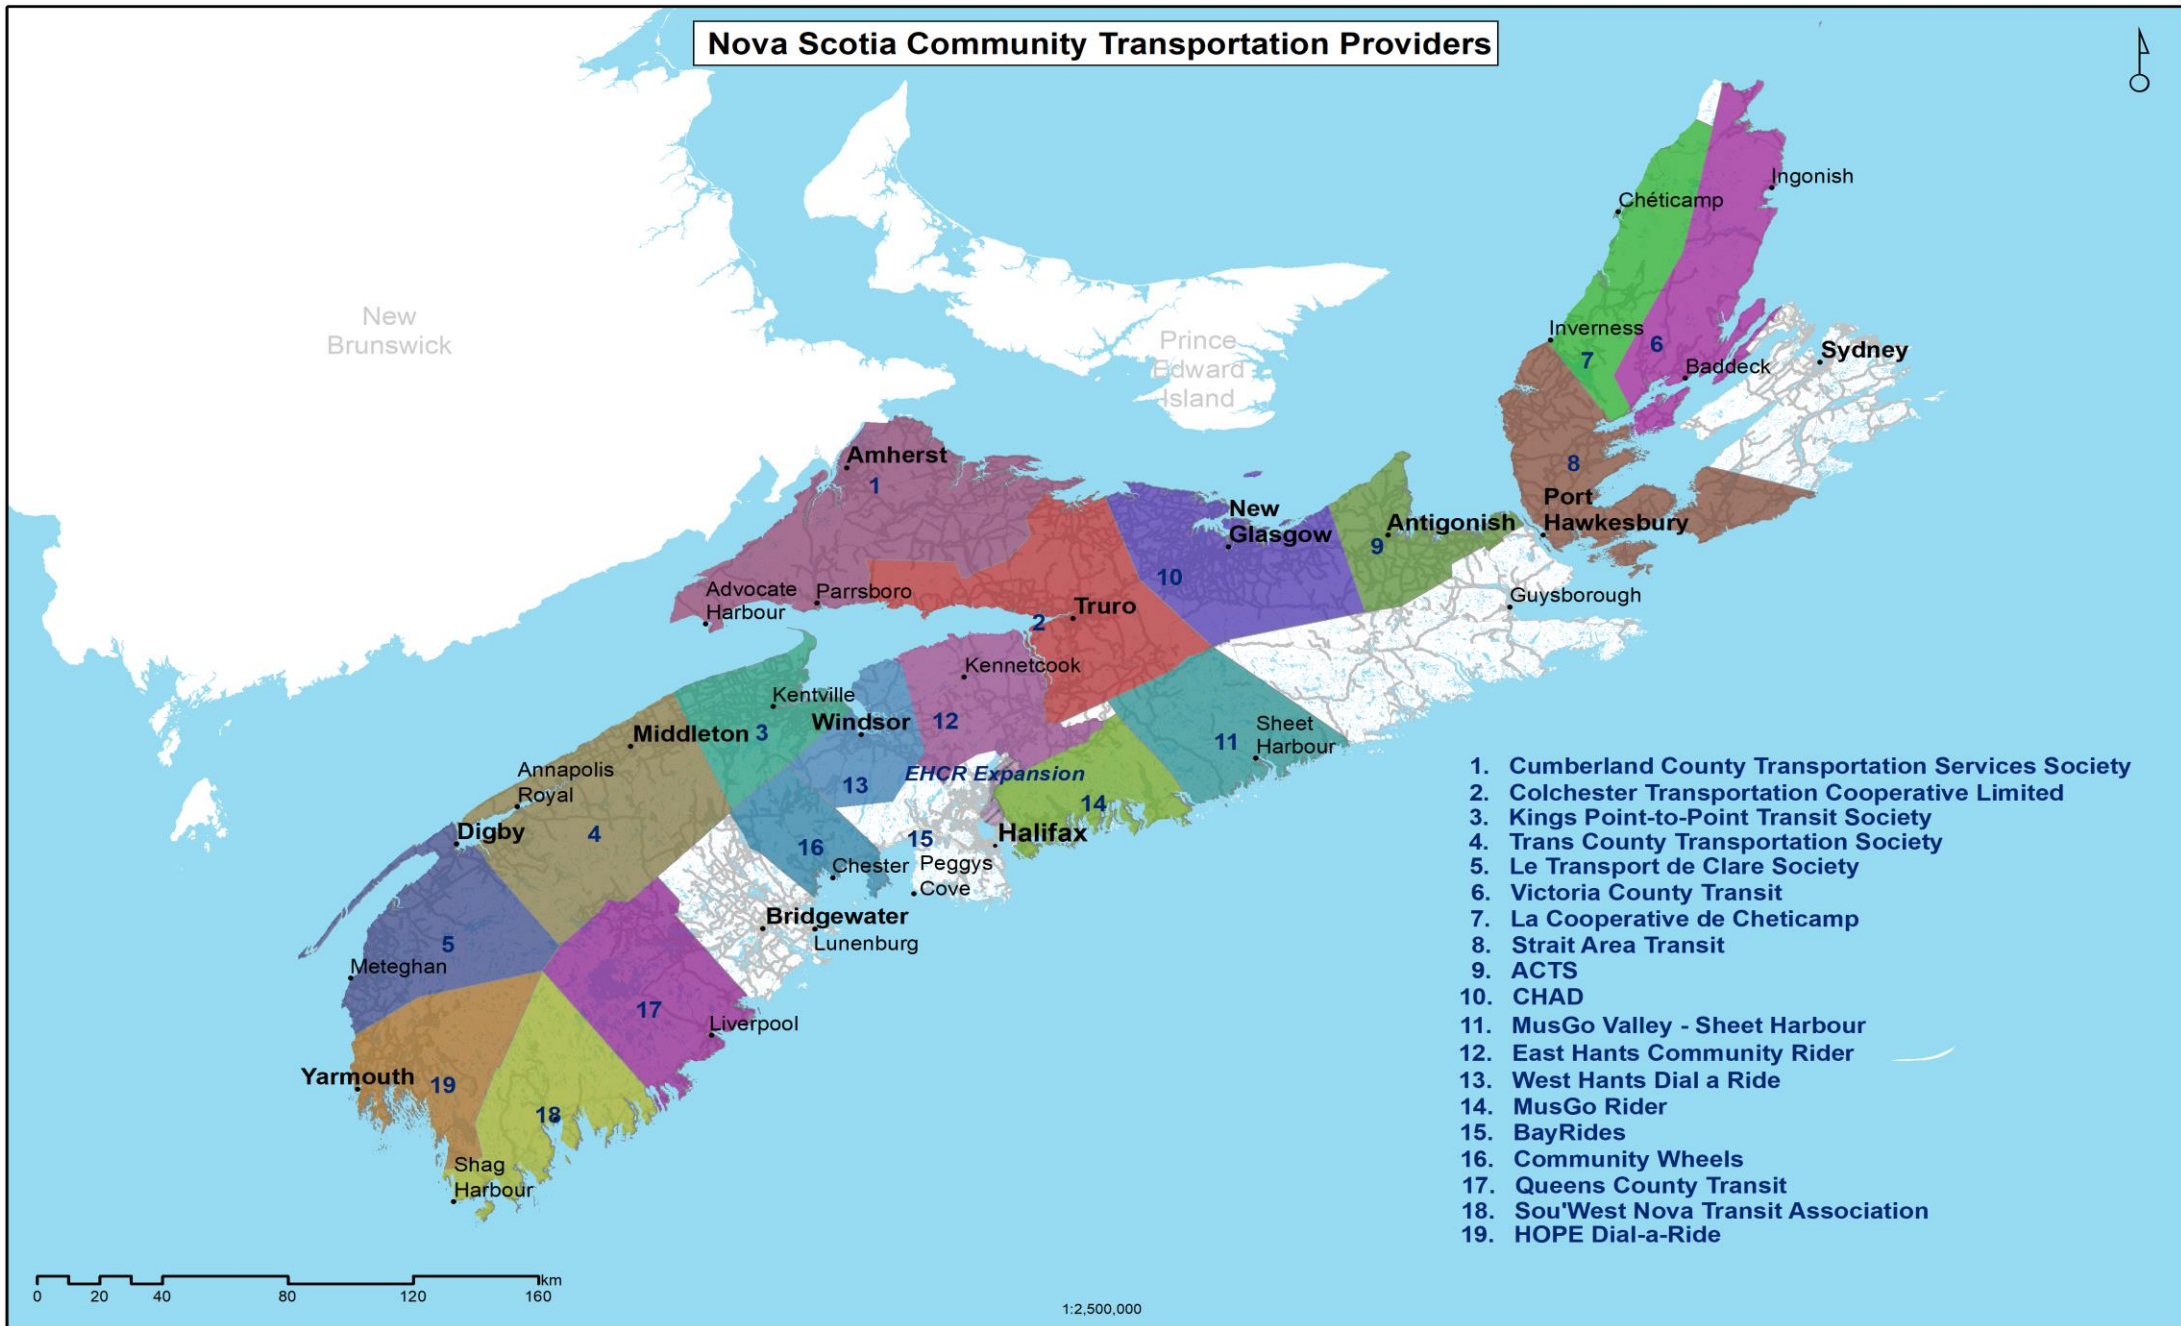 Nova Scotia Community Transportation Providers
New
Brunswick
Prince
Edward
Island
Chéticamp
Ingonish
Inverness
7
6
Baddeck
Sydney
8
Port
Hawkesbury
Amherst
1
New
Glasgow
Antigonish
9
10
Advocate
Harbour
Parrsboro
Truro
2
Guysborough
Kennetcook
Kentville
Windsor
12
Middleton
3
Sheet
Harbour
11
EHCR Expansion
13
14
Annapolis
Royal
Digby
4
Halifax
15
16
Chester
Peggys
Cove
Bridgewater
Lunenburg
5
Meteghan
17
Liverpool
Yarmouth
19
18
Shag
Harbour
1. Cumberland County Transportation Services Society
2. Colchester Transportation Cooperative Limited
3. Kings Point-to-Point Transit Society
4. Trans County Transportation Society
5. Le Transport de Clare Society
6. Victoria County Transit
7. La Cooperative de Cheticamp
8. Strait Area Transit
9. ACTS
10. CHAD
11. MusGo Valley - Sheet Harbour
12. East Hants Community Rider
13. West Hants Dial a Ride
14. MusGo Rider
15. BayRides
16. Community Wheels
17. Queens County Transit
18. Sou'West Nova Transit Association
19. HOPE Dial-a-Ride
km
0 20 40 80 120 160
1:2,500,000